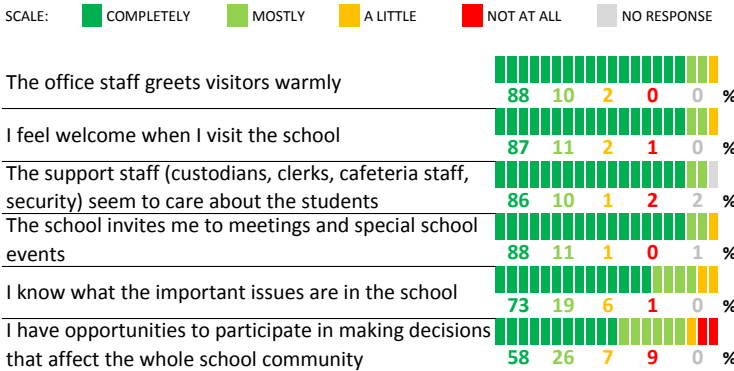 SCALE: COMPLETELY MOSTLY A LITTLE NOT AT ALL NO RESPONSE
The office staff greets visitors warmly
88 10 2 0 0 %
I feel welcome when I visit the school
87 11 2 1 0 %
The support staff (custodians, clerks, cafeteria staff,
security) seem to care about the students
86 10 1 2 2 %
The school invites me to meetings and special school
events
88 11 1 0 1 %
I know what the important issues are in the school
73 19 6 1 0 %
I have opportunities to participate in making decisions
that affect the whole school community
58 26 7 9 0 %